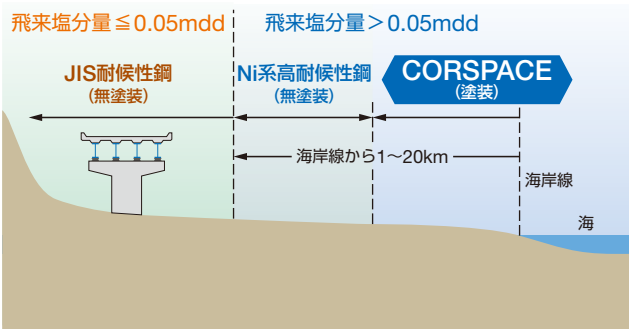 飛来塩分量≦0.05mdd
飛来塩分量＞0.05mdd
JIS耐候性鋼
(無塗装)
Ni系高耐候性鋼
(無塗装)
CORSPACE
(塗装)
海岸線から1～20km
海岸線
海